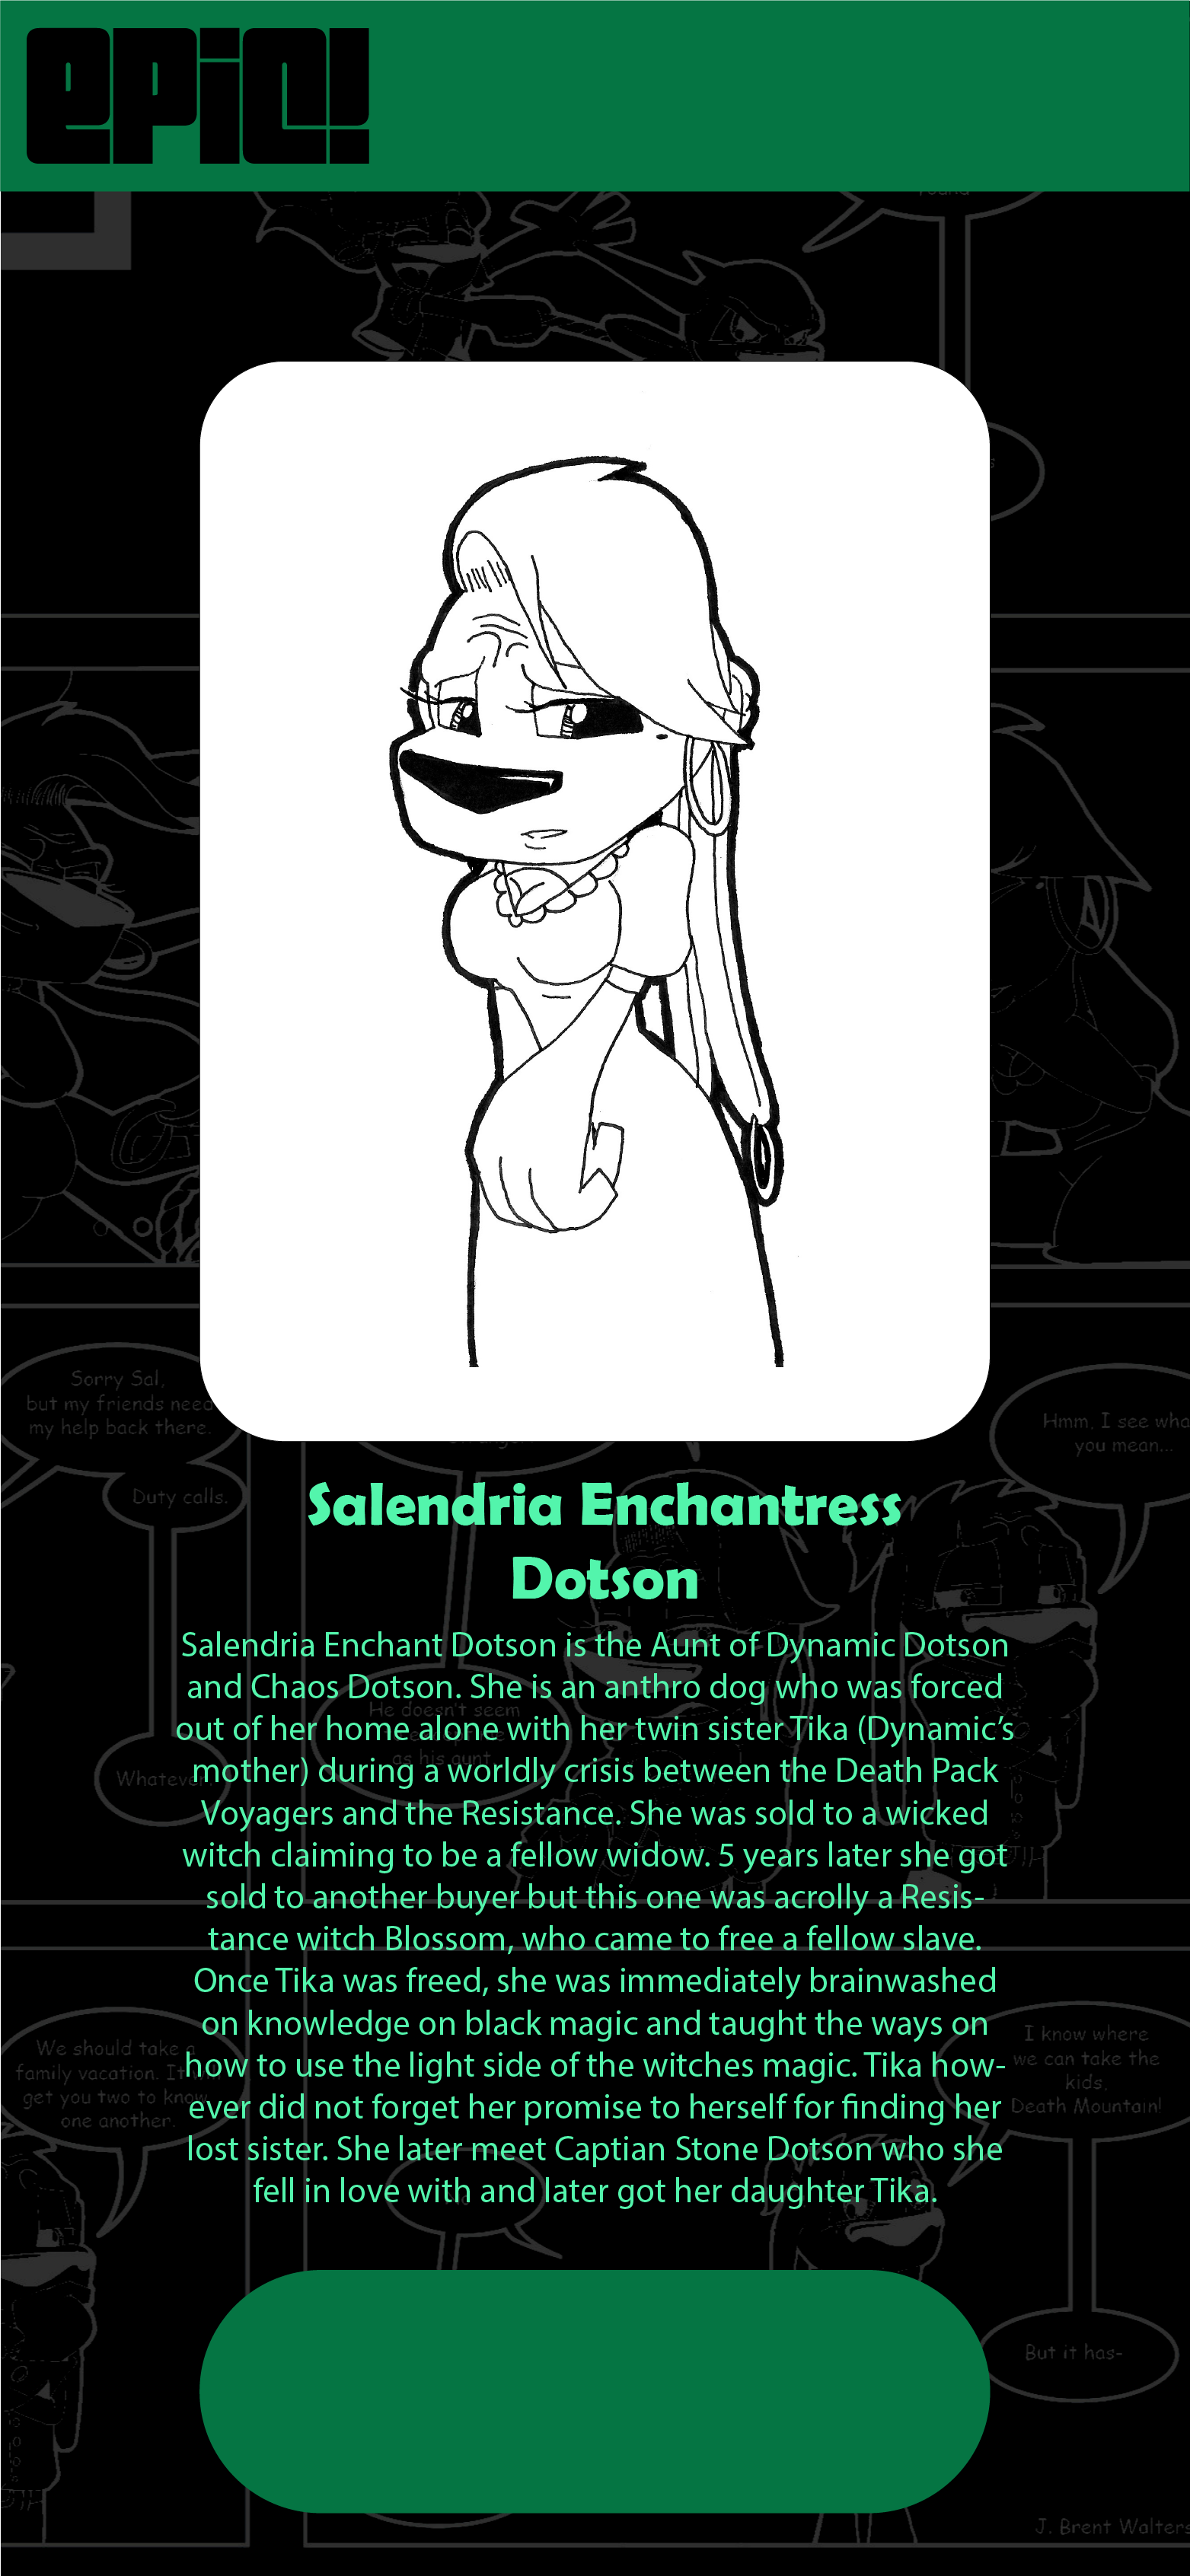 epic!
found
Sorry Sal,
but my friends need
my help back there.
Duty calls.
Hmm, I see wha
you mean...
Salendria Enchantress
Dotson
Salendria Enchant Dotson is the Aunt of Dynamic Dotson
and Chaos Dotson. She is an anthro dog who was forced
out of her home alone with her twin sister Tika (Dynamic’s
mother) during a worldly crisis between the Death Pack
Voyagers and the Resistance. She was sold to a wicked
witch claiming to be a fellow widow. 5 years later she got
sold to another buyer but this one was acrolly a Resis-
tance witch Blossom, who came to free a fellow slave.
Once Tika was freed, she was immediately brainwashed
on knowledge on black magic and taught the ways on
how to use the light side of the witches magic. Tika how-
ever did not forget her promise to herself for finding her
lost sister. She later meet Captian Stone Dotson who she
fell in love with and later got her daughter Tika.
He doesn't seem
as his aunt.
Whatever
We should take a
family vacation. It
get you two to know
one another.
I know where
we can take the
kids,
Death Mountain!
But it has-
J. Brent Walters